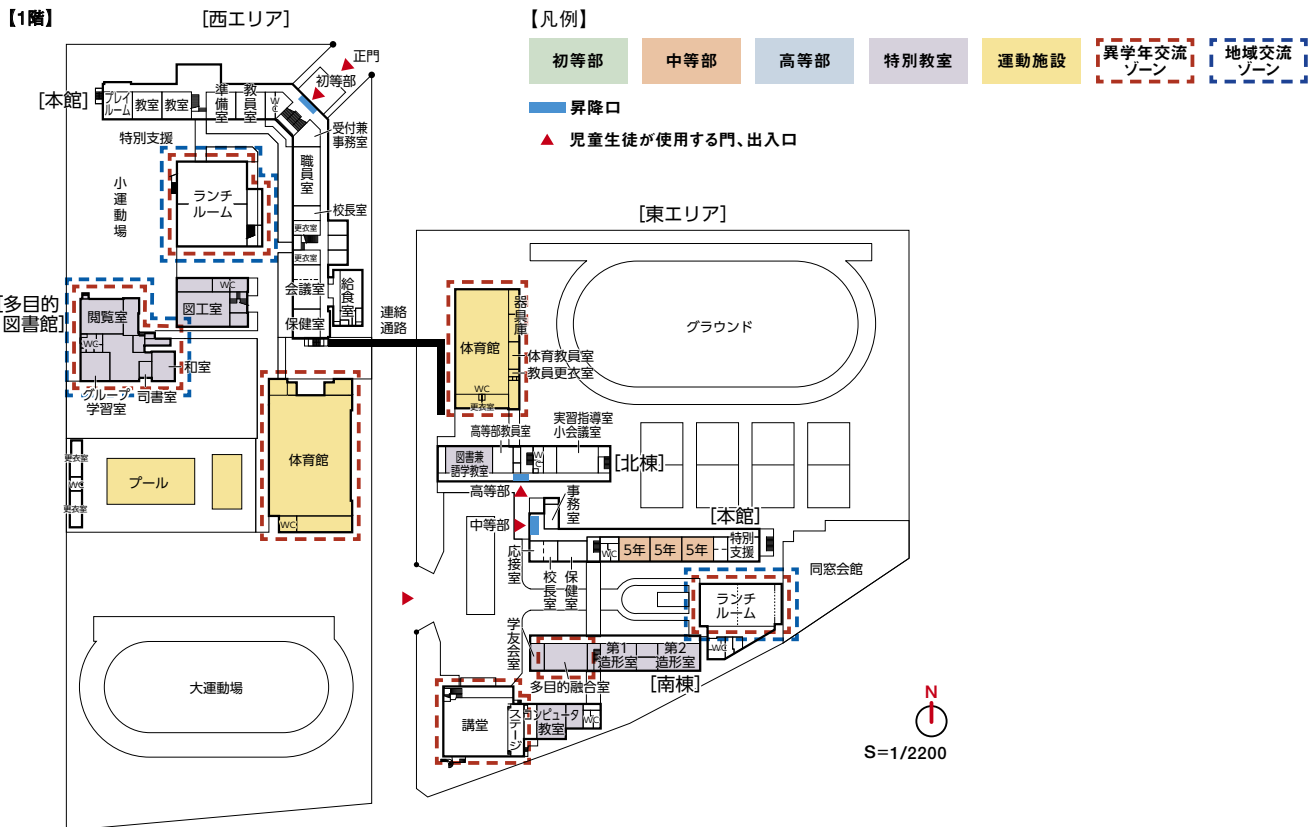 【1階】
[西エリア]
【凡例】
初等部
中等部
高等部
特別教室
運動施設
異学年交流
ゾーン
地域交流
ゾーン
昇降口
児童生徒が使用する門、出入口
正門
初等部
[本館]
プレイ
ルーム
教室
教室
準備室
教員室
WC
受付兼
事務室
特別支援
職員室
小運動場
ランチ
ルーム
校長室
更衣室
更衣室
[東エリア]
WC
図工室
会議室
給食室
保健室
連絡
通路
[多目的
図書館]
閲覧室
WC
和室
グループ
学習室
司書室
器具庫
体育館
体育教員室
教員更衣室
WC
更衣室
グラウンド
体育館
WC
更衣室
WC
更衣室
プール
高等部教員室
実習指導室
小会議室
図書兼
語学教室
WC
[北棟]
高等部
事務室
中等部
[本館]
応接室
校長室
保健室
WC
5年
5年
5年
特別
支援
同窓会館
ランチ
ルーム
WC
学友会室
第1
造形室
第2
造形室
多目的融合室
[南棟]
大運動場
講堂
ステージ
コンピュータ
教室
WC
N
S=1/2200